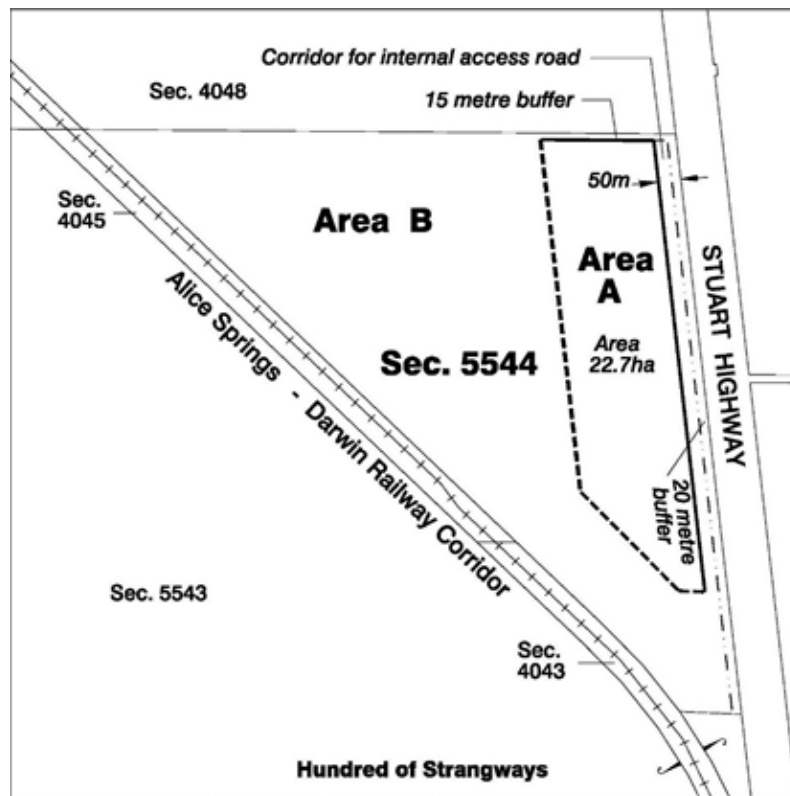 Corridor for internal access road
Sec. 4048
15 metre buffer
50m
Sec.
4045
Area B
Area
A
Area
22.7ha
Sec. 5544
STUART HIGHWAY
Alice Springs - Darwin Railway Corridor
20 metre
buffer
Sec. 5543
Sec.
4043
Hundred of Strangways